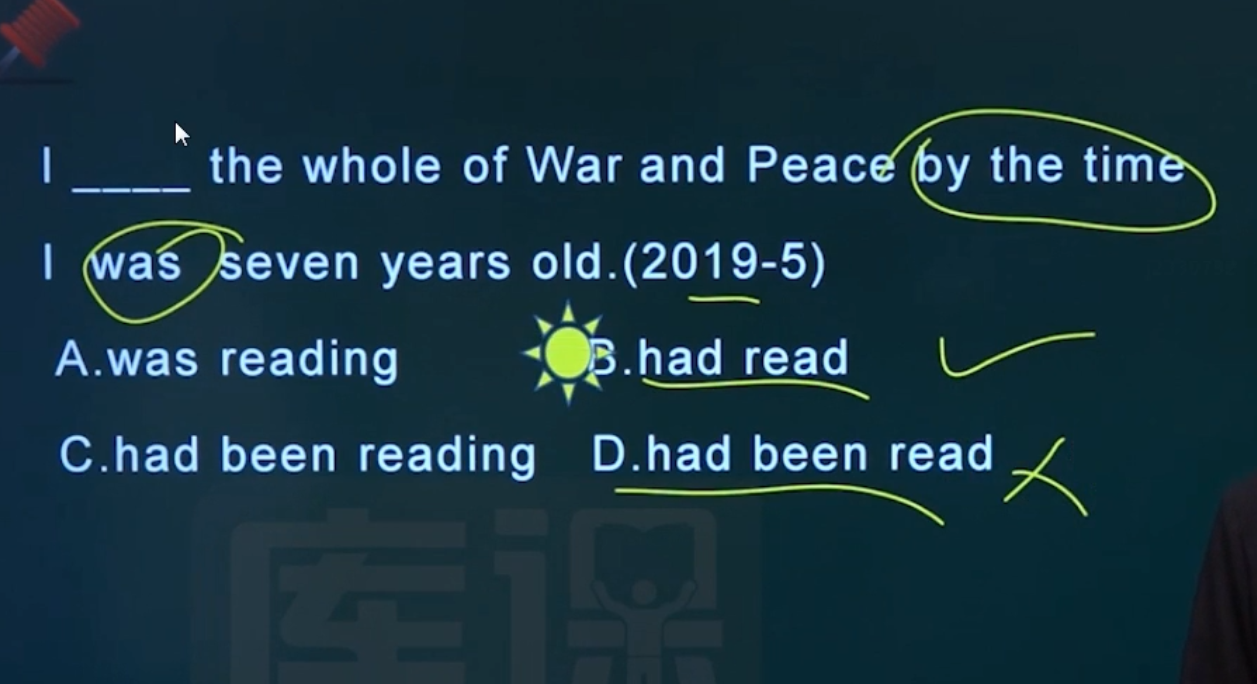 I ____ the whole of War and Peace by the time
I was seven years old.(2019-5)
A.was reading B.had read
C.had been reading D.had been read
库课